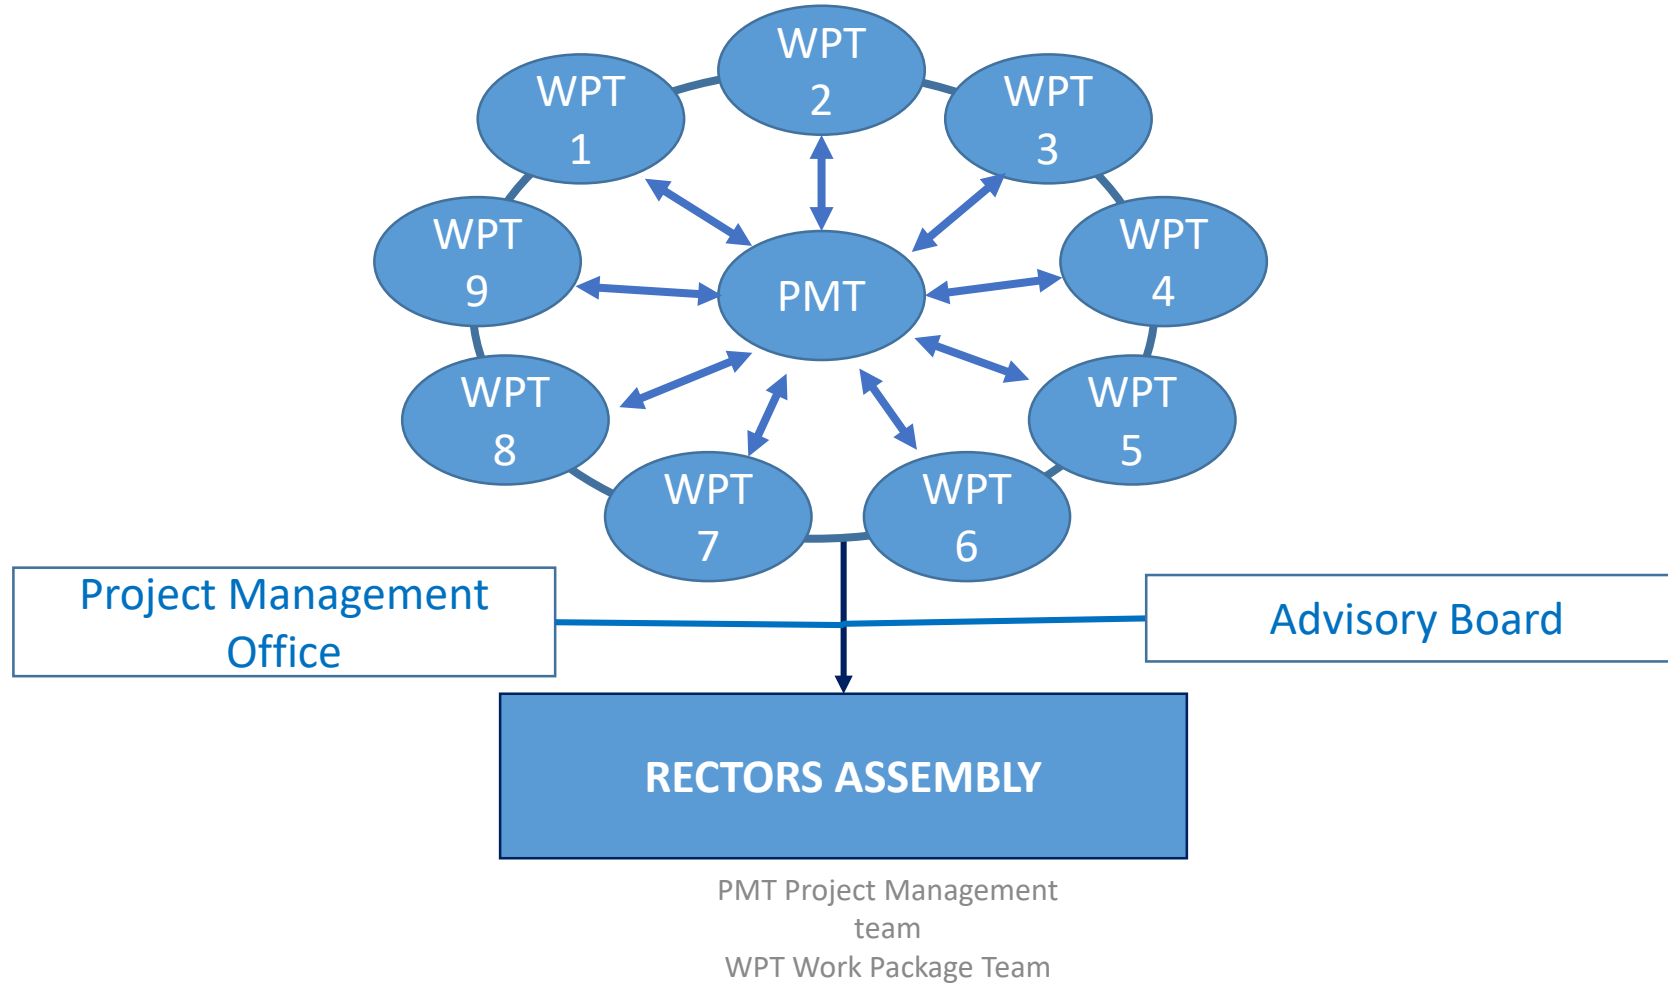 WPT
2
WPT
1
WPT
3
WPT
9
WPT
4
PMT
WPT
8
WPT
5
WPT
7
WPT
6
Project Management
Office
Advisory Board
RECTORS ASSEMBLY
PMT Project Management
team
WPT Work Package Team